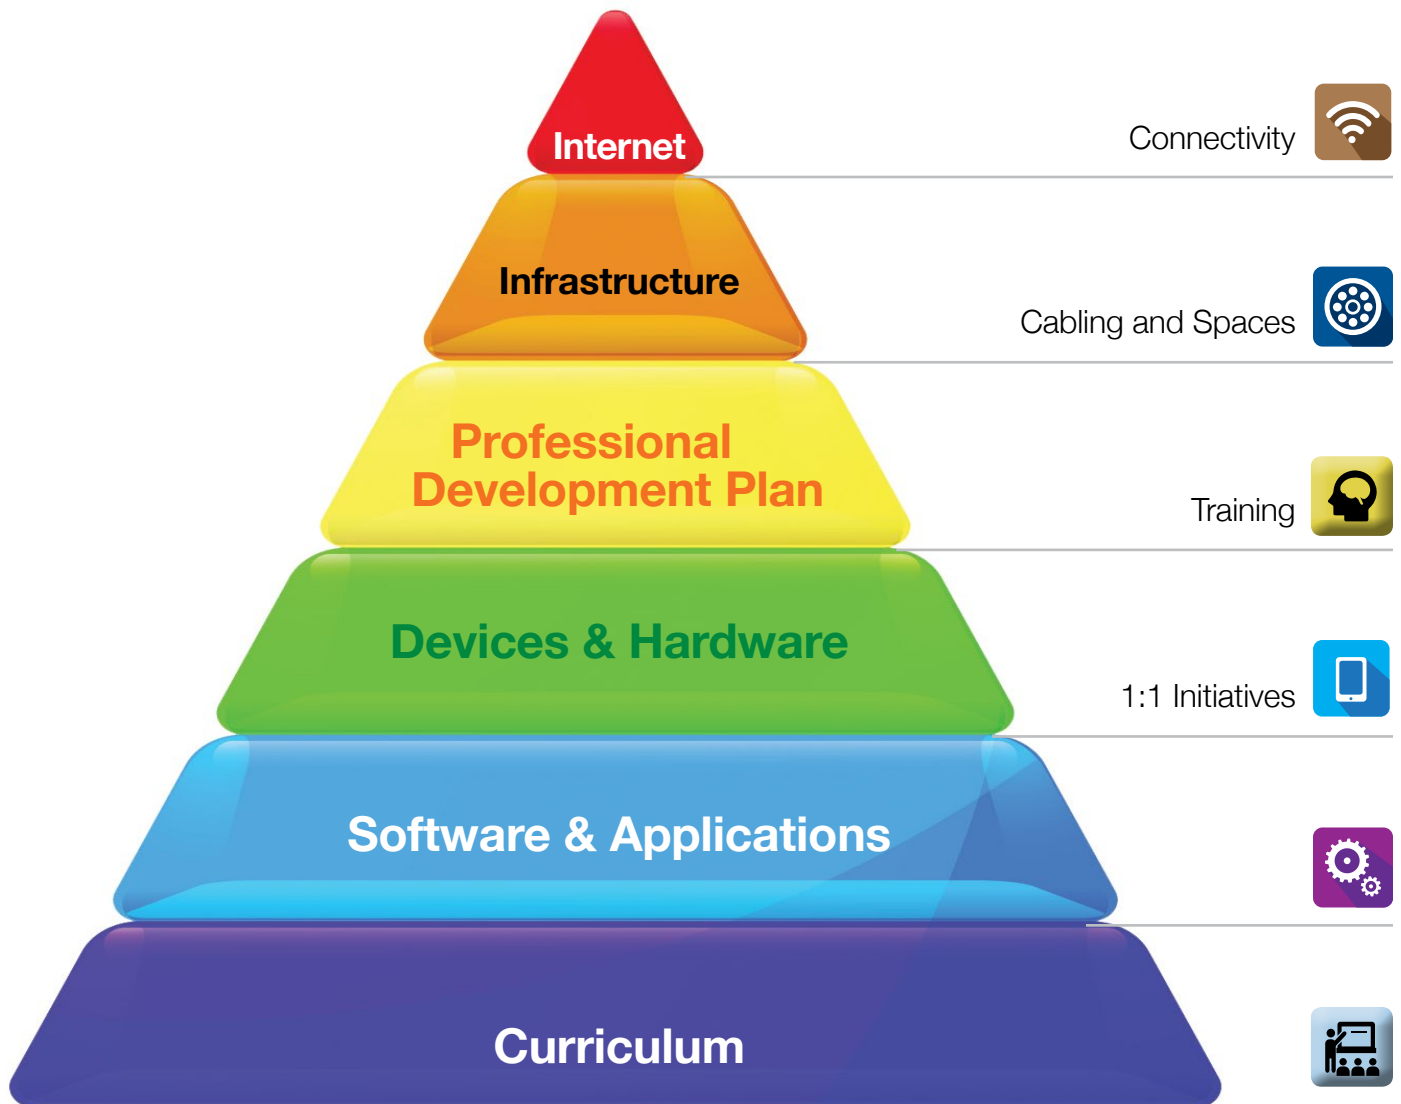 Internet
Connectivity
Infrastructure
Cabling and Spaces
Professional
Development Plan
Training
Devices & Hardware
1:1 Initiatives
Software & Applications
Curriculum